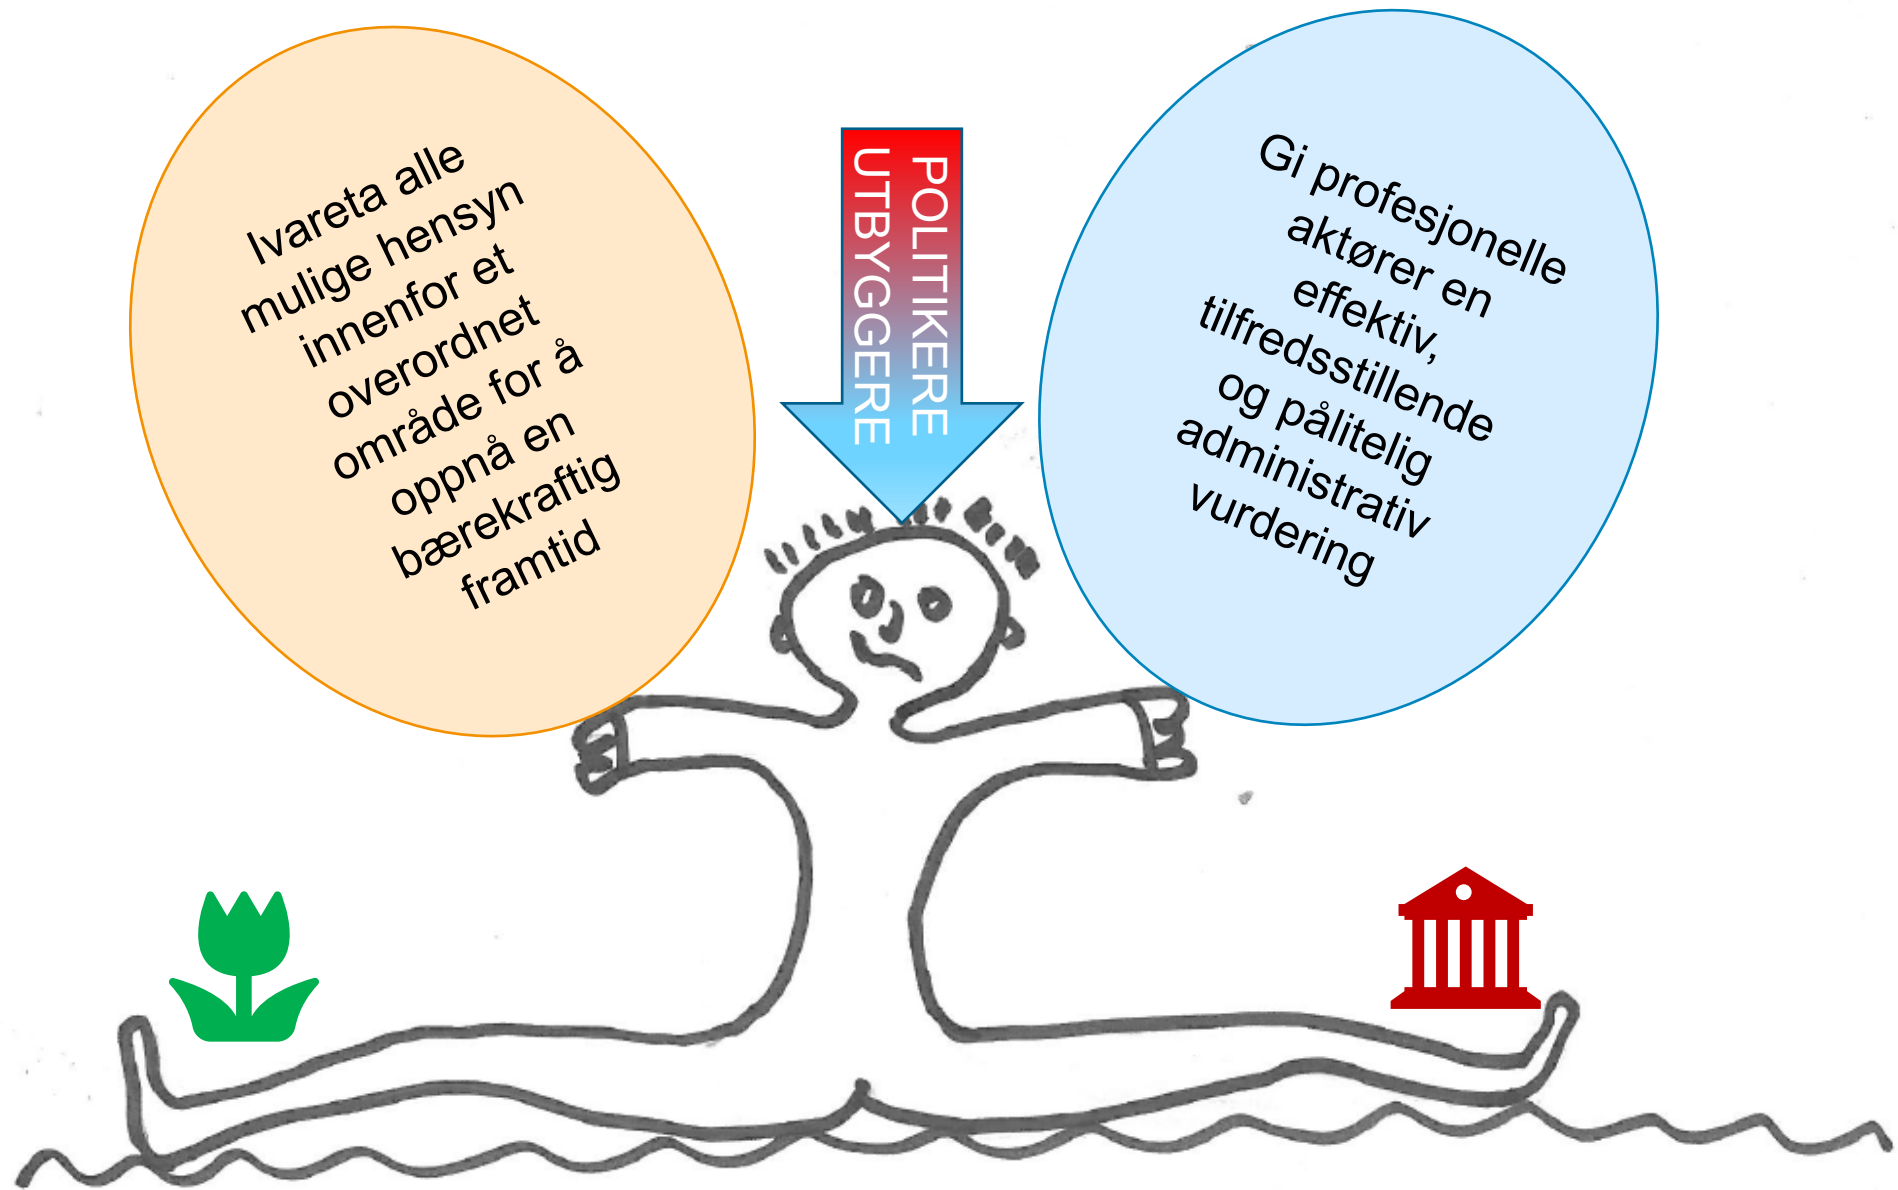 Ivareta alle
mulige hensyn
innenfor et
overordnet
område for å
oppnå en
bærekraftig
framtid
POLITIKERE
UTBYGGERE
Gi profesjonelle
aktører en
effektiv,
tilfredsstillende
og pålitelig
administrativ
vurdering